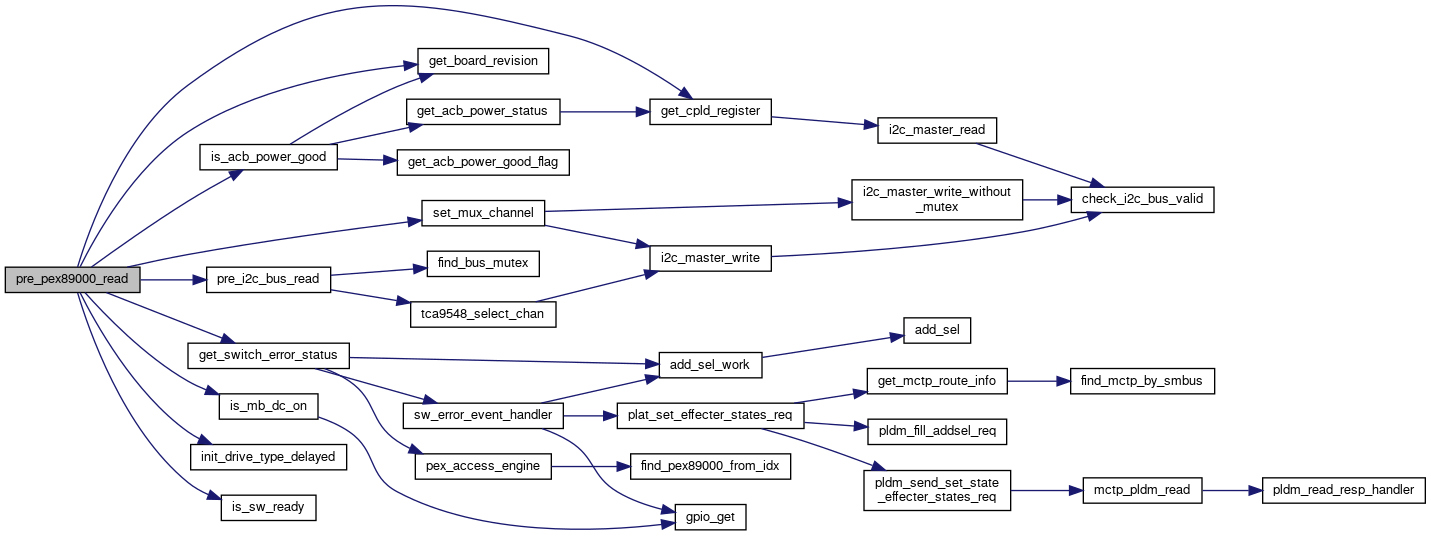 pre_pex89000_read
get_board_revision
get_acb_power_status
get_cpld_register
i2c_master_read
is_acb_power_good
get_acb_power_good_flag
i2c_master_write_without
_mutex
check_i2c_bus_valid
set_mux_channel
i2c_master_write
find_bus_mutex
pre_i2c_bus_read
tca9548_select_chan
add_sel
get_switch_error_status
add_sel_work
get_mctp_route_info
find_mctp_by_smbus
is_mb_dc_on
sw_error_event_handler
plat_set_effecter_states_req
pldm_fill_addsel_req
init_drive_type_delayed
pex_access_engine
find_pex89000_from_idx
pldm_send_set_state
_effecter_states_req
mctp_pldm_read
pldm_read_resp_handler
is_sw_ready
gpio_get